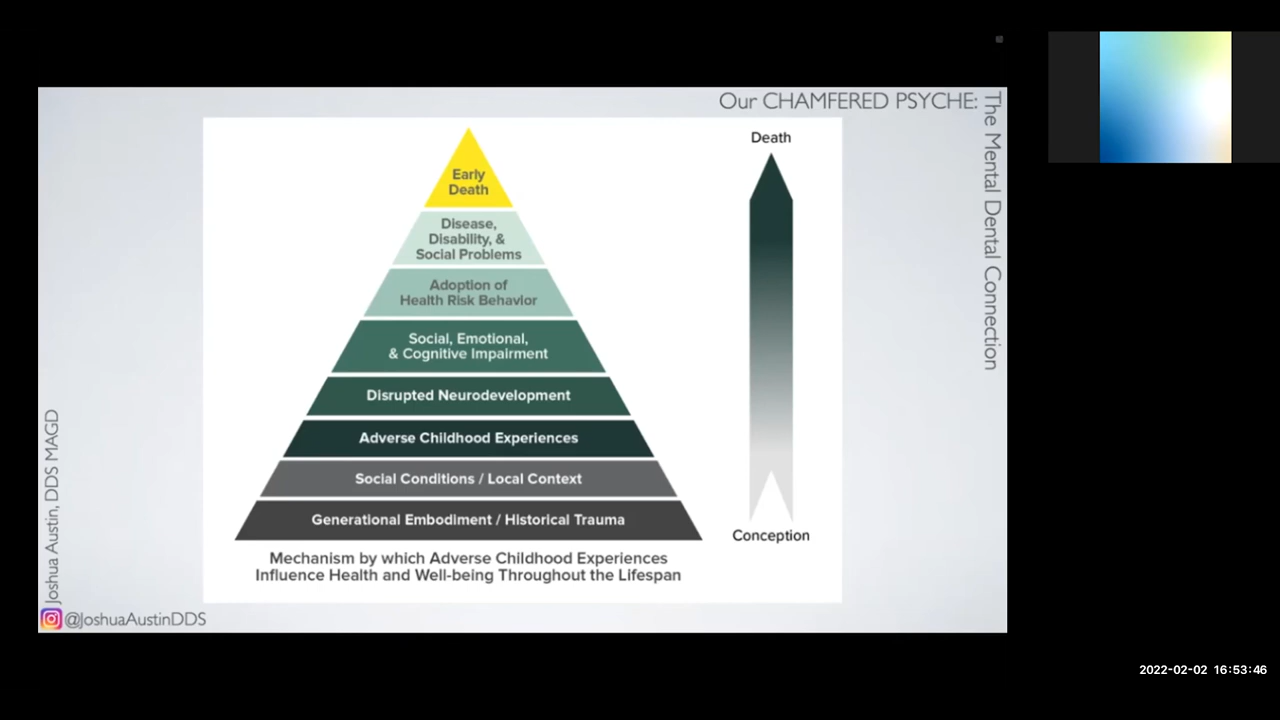 Our CHAMFERED PSYCHE:
The Mental Dental Connection
Early
Death
Disease,
Disability, &
Social Problems
Adoption of
Health Risk Behavior
Social, Emotional,
& Cognitive Impairment
Disrupted Neurodevelopment
Adverse Childhood Experiences
Social Conditions / Local Context
Generational Embodiment / Historical Trauma
Mechanism by which Adverse Childhood Experiences
Influence Health and Well-being Throughout the Lifespan
Death
Conception
Joshua Austin, DDS MAGD
@JoshuaAustinDDS
2022-02-02 16:53:46